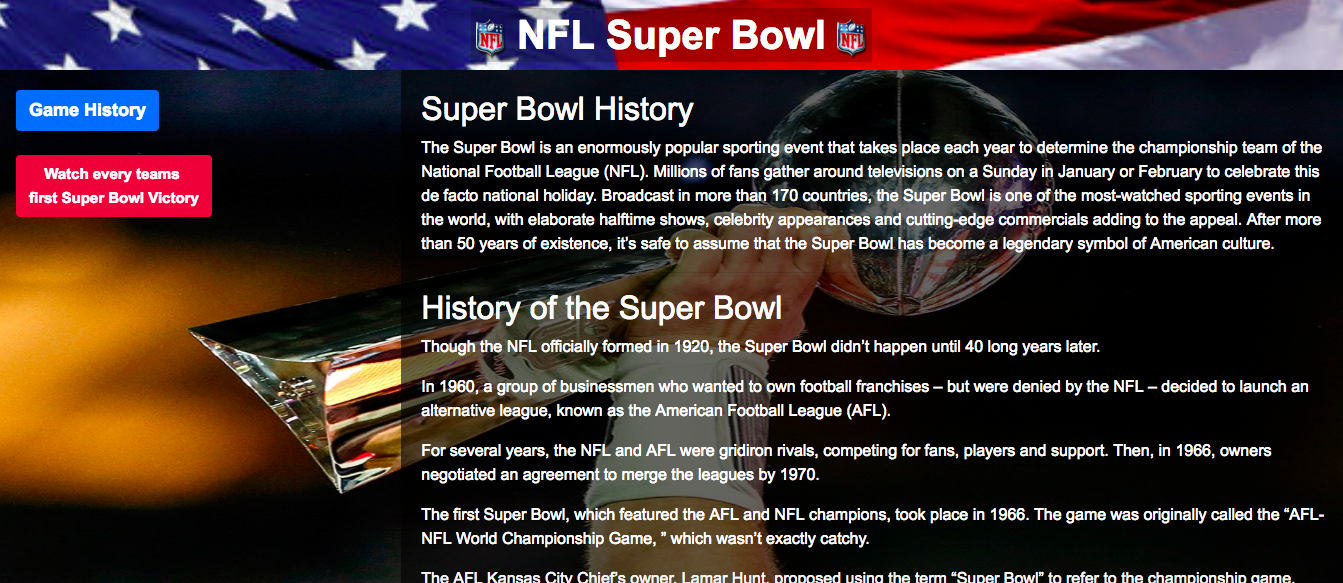 NFL NFL Super Bowl NFL
Game History
Watch every teams
first Super Bowl Victory
Super Bowl History
The Super Bowl is an enormously popular sporting event that takes place each year to determine the championship team of the
National Football League (NFL). Millions of fans gather around televisions on a Sunday in January or February to celebrate this
de facto national holiday. Broadcast in more than 170 countries, the Super Bowl is one of the most-watched sporting events in
the world, with elaborate halftime shows, celebrity appearances and cutting-edge commercials adding to the appeal. After more
than 50 years of existence, it’s safe to assume that the Super Bowl has become a legendary symbol of American culture.
History of the Super Bowl
Though the NFL officially formed in 1920, the Super Bowl didn’t happen until 40 long years later.
In 1960, a group of businessmen who wanted to own football franchises – but were denied by the NFL – decided to launch an
alternative league, known as the American Football League (AFL).
For several years, the NFL and AFL were gridiron rivals, competing for fans, players and support. Then, in 1966, owners
negotiated an agreement to merge the leagues by 1970.
The first Super Bowl, which featured the AFL and NFL champions, took place in 1966. The game was originally called the “AFL-
NFL World Championship Game, ” which wasn’t exactly catchy.
The AFL Kansas City Chief’s owner, Lamar Hunt, proposed using the term “Super Bowl” to refer to the championship game.